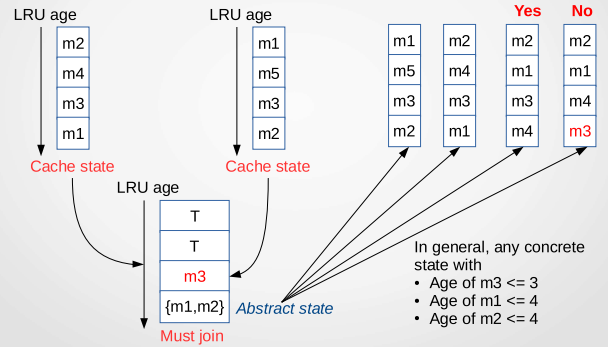 LRU age
m2
m4
m3
m1
Cache state
LRU age
m1
m5
m3
m2
Cache state
Yes No
m1 m2 m2 m2
m5 m4 m1 m1
m3 m3 m3 m4
m2 m1 m4 m3
LRU age
T
T
m3
{m1,m2}
Must join
Abstract state
In general, any concrete
state with
• Age of m3 <= 3
• Age of m1 <= 4
• Age of m2 <= 4